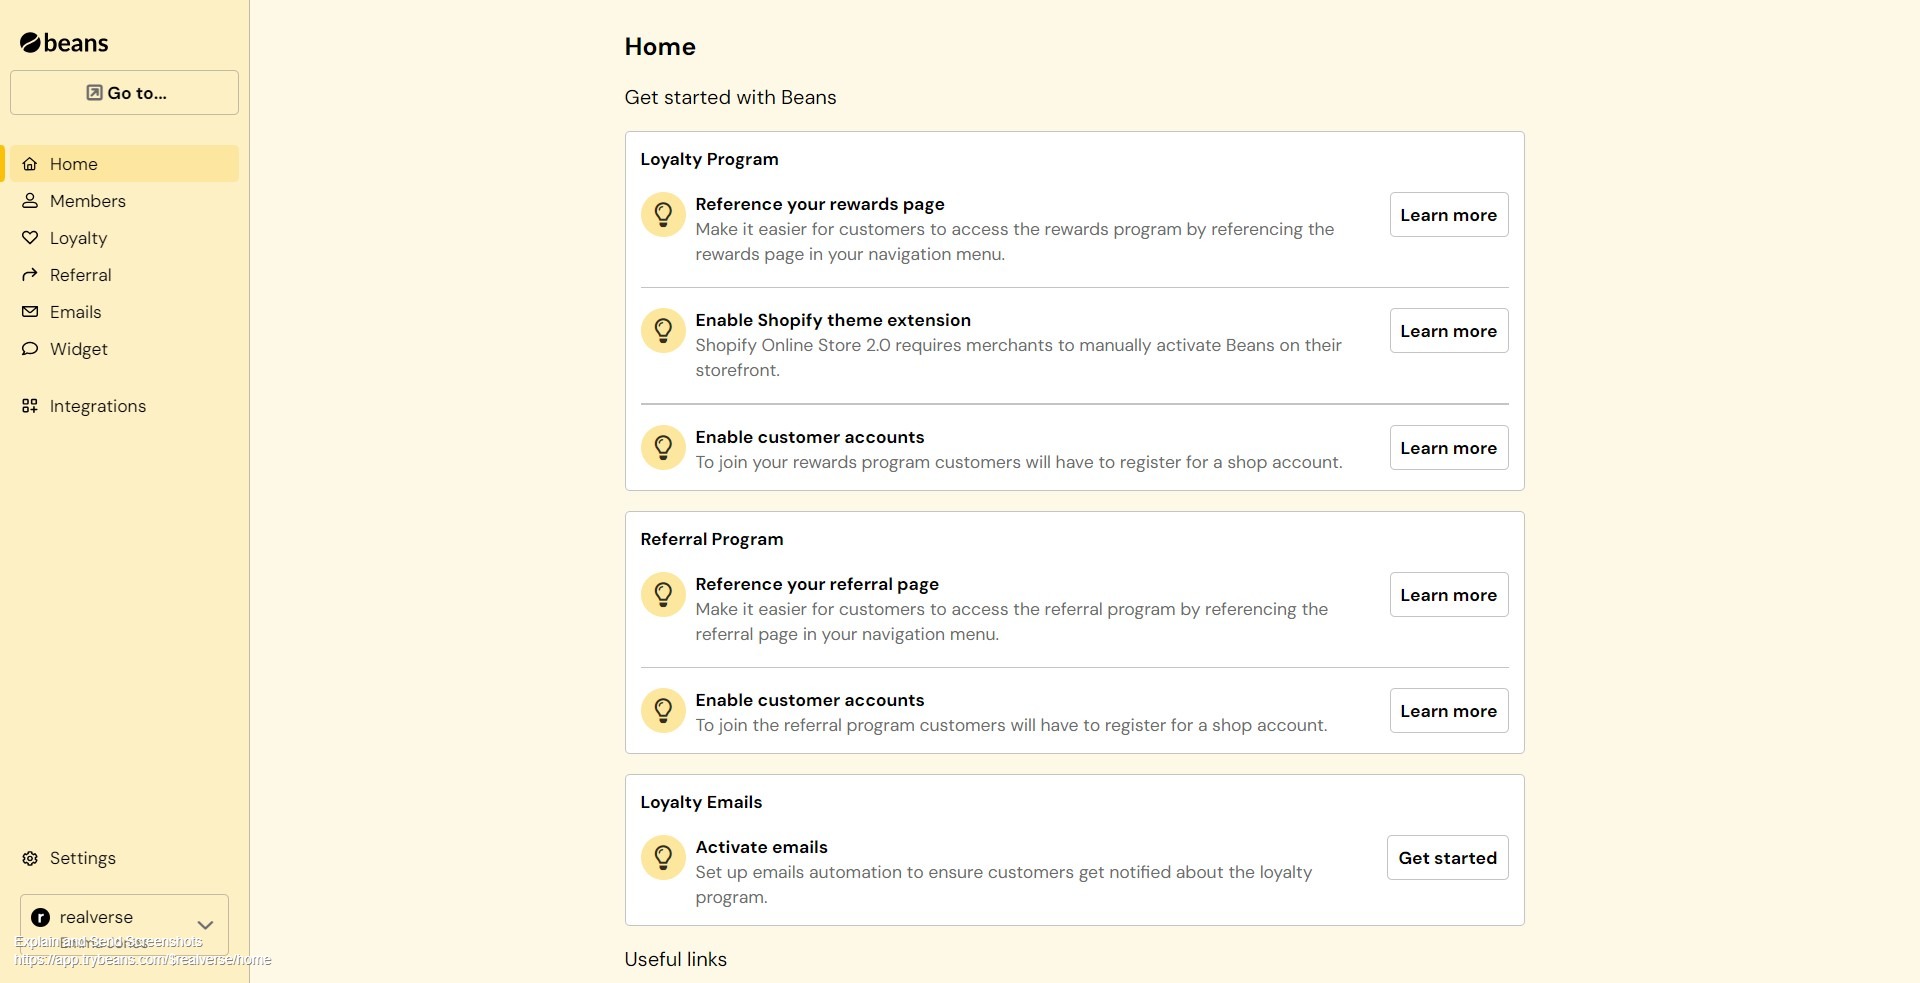 beans
Go to...
Home
Members
Loyalty
Referral
Emails
Widget
Integrations
Settings
r realverse
Explain and Send Screenshots
https://app.trybeans.com/$realverse/home
Home
Get started with Beans
Loyalty Program
Reference your rewards page
Make it easier for customers to access the rewards program by referencing the
rewards page in your navigation menu.
Learn more
Enable Shopify theme extension
Shopify Online Store 2.0 requires merchants to manually activate Beans on their
storefront.
Learn more
Enable customer accounts
To join your rewards program customers will have to register for a shop account.
Learn more
Referral Program
Reference your referral page
Make it easier for customers to access the referral program by referencing the
referral page in your navigation menu.
Learn more
Enable customer accounts
To join the referral program customers will have to register for a shop account.
Learn more
Loyalty Emails
Activate emails
Set up emails automation to ensure customers get notified about the loyalty
program.
Get started
Useful links